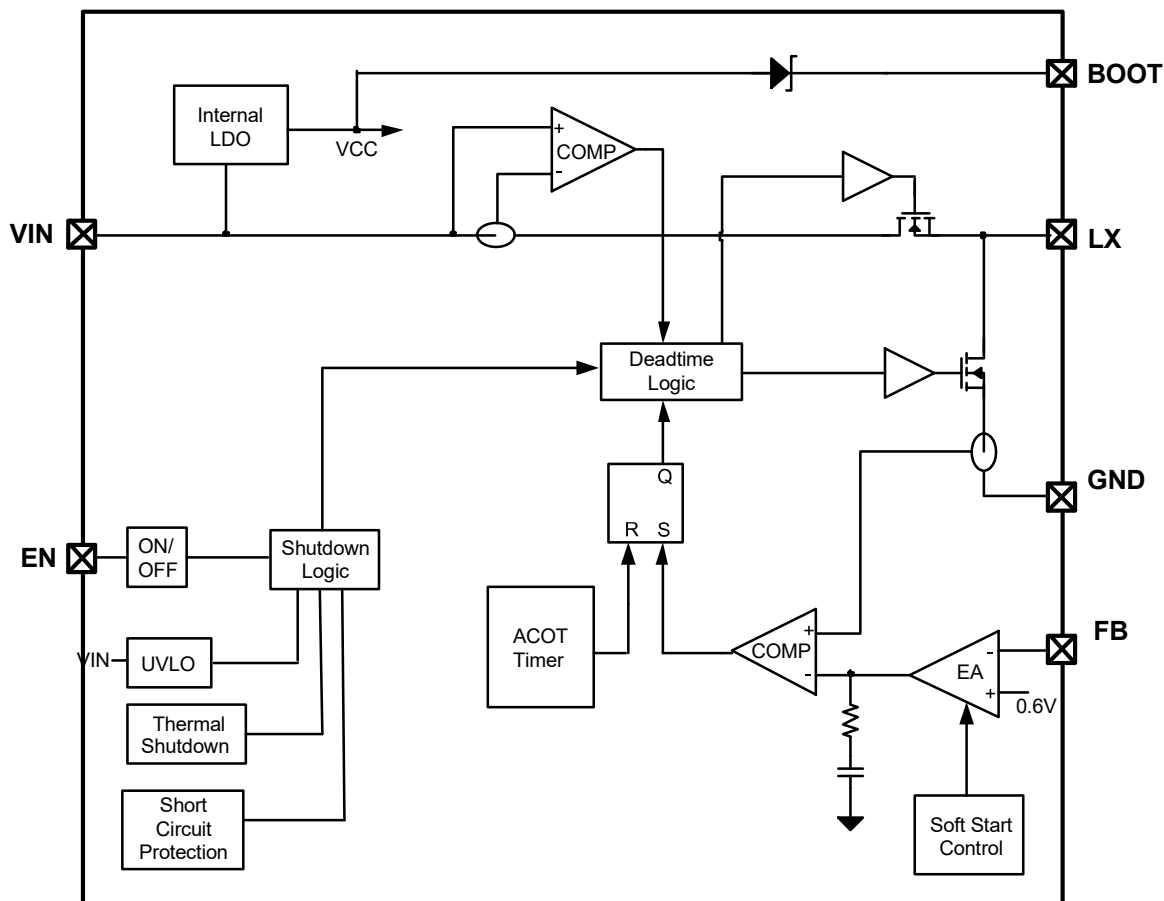 BOOT
Internal
LDO
VCC
+
COMP
-
VIN
LX
Deadtime
Logic
Q
R S
GND
EN
ON/
OFF
Shutdown
Logic
ACOT
Timer
+
COMP
-
FB
-
EA
+
0.6V
VIN
UVLO
Thermal
Shutdown
Short
Circuit
Protection
Soft Start
Control